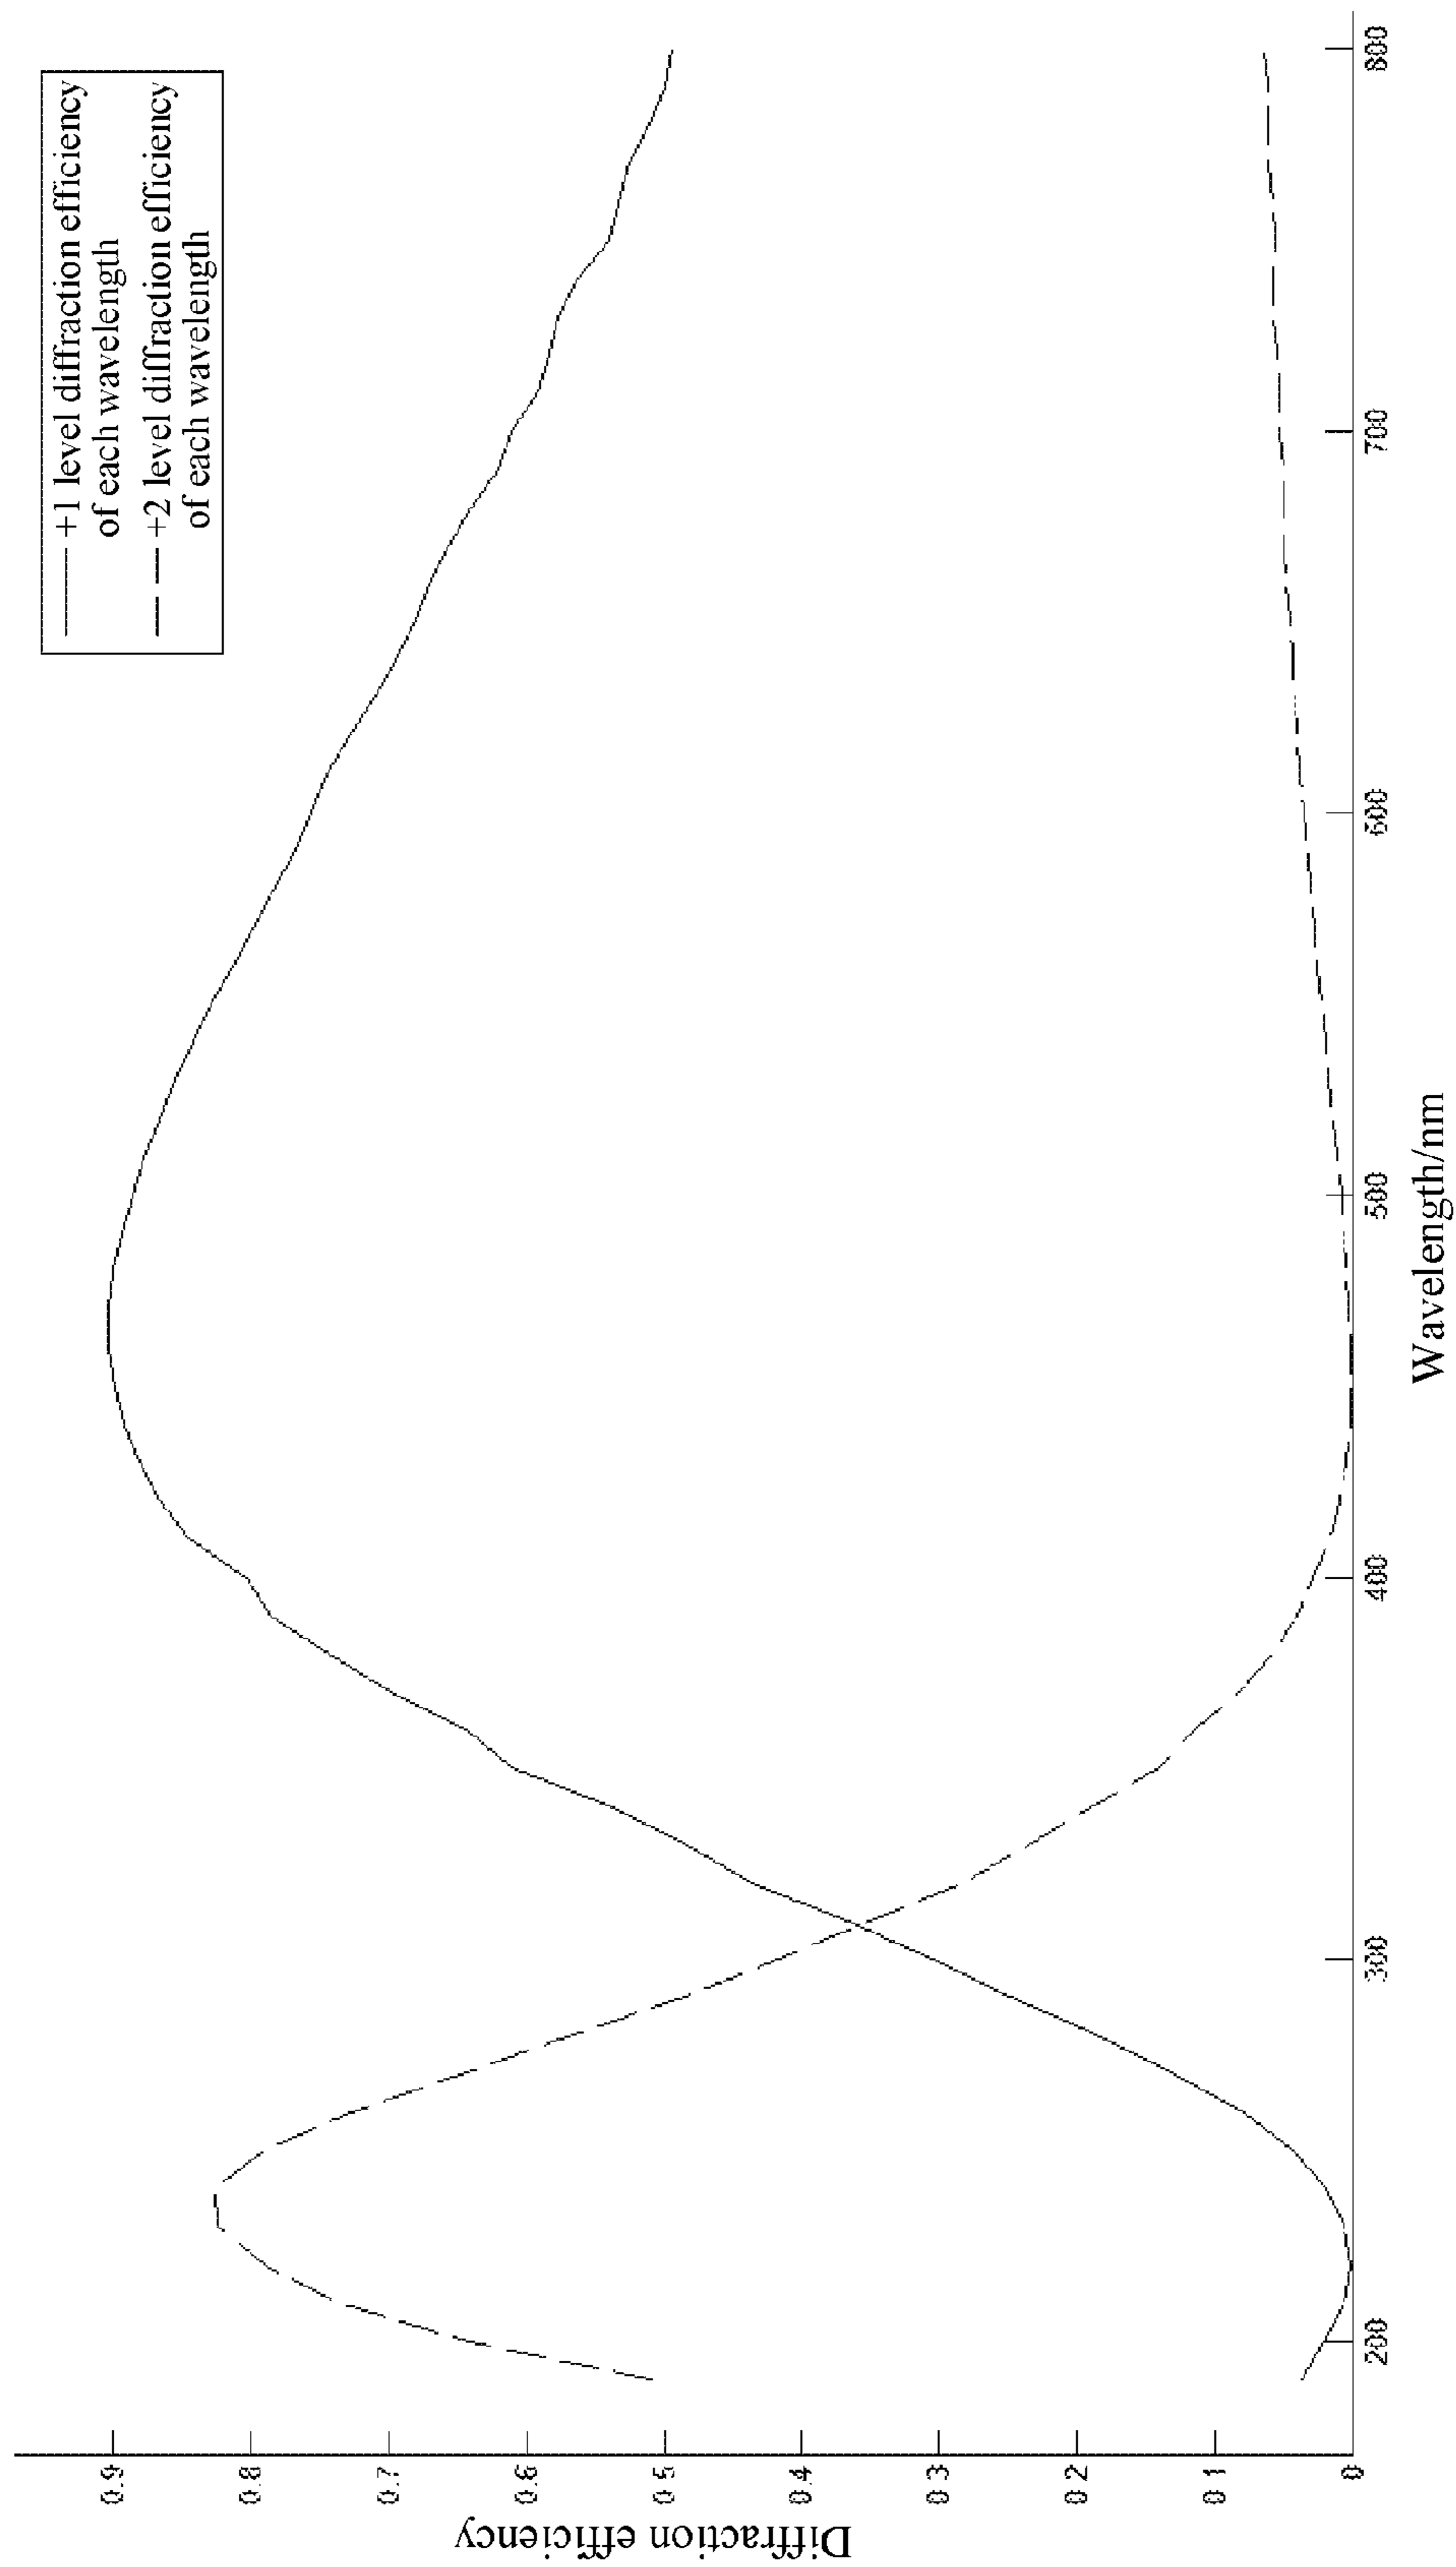 +1 level diffraction efficiency
of each wavelength
+2 level diffraction efficiency
of each wavelength
Diffraction efficiency
0.9
0.8
0.7
0.6
0.5
0.4
0.3
0.2
0.1
0
200
300
400
500
600
700
800
Wavelength/nm